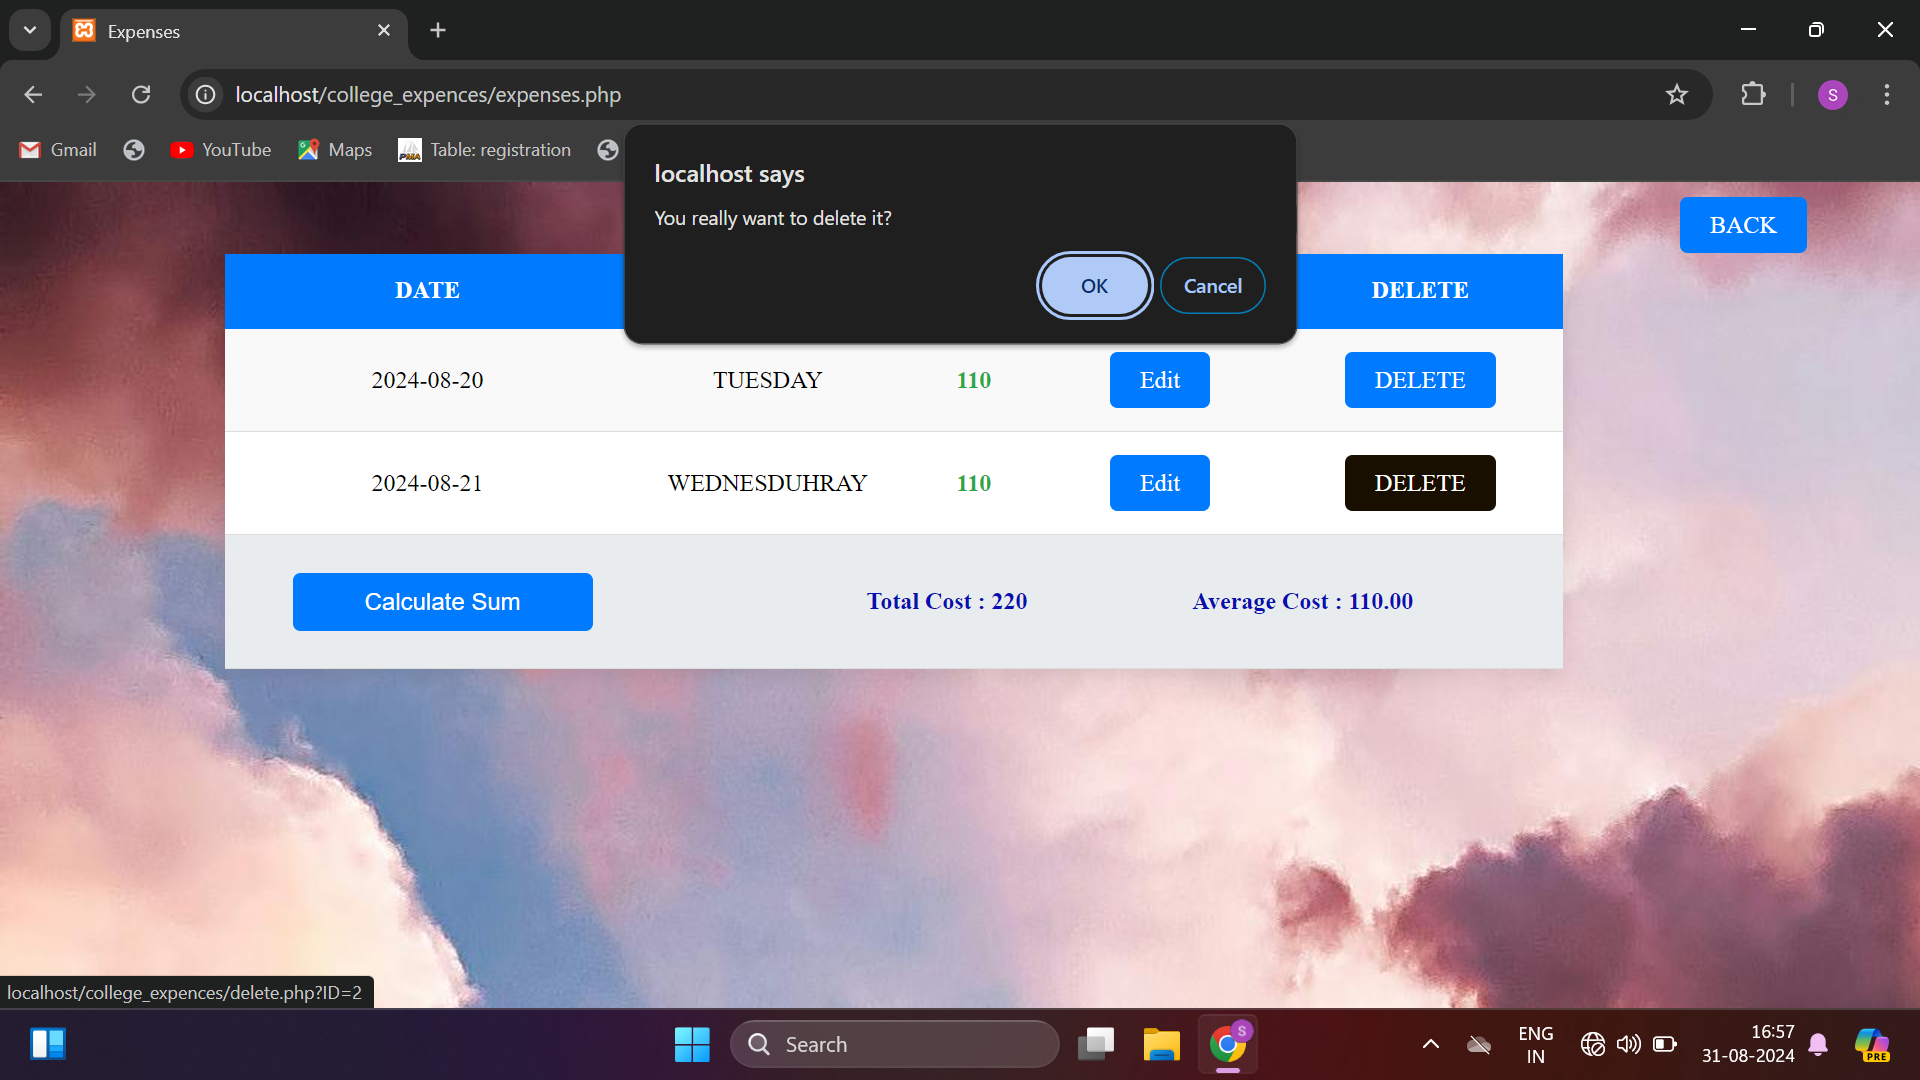 Expenses
localhost/college_expences/expenses.php
S
Gmail
YouTube
Maps
PMA
Table: registration
localhost says
You really want to delete it?
OK
Cancel
BACK
DATE
DELETE
2024-08-20 TUESDAY 110 Edit DELETE
2024-08-21 WEDNESDUHRAY 110 Edit DELETE
Calculate Sum Total Cost : 220 Average Cost : 110.00
localhost/college_expences/delete.php?ID=2
Search
S
ENG
IN
16:57
31-08-2024
PRE